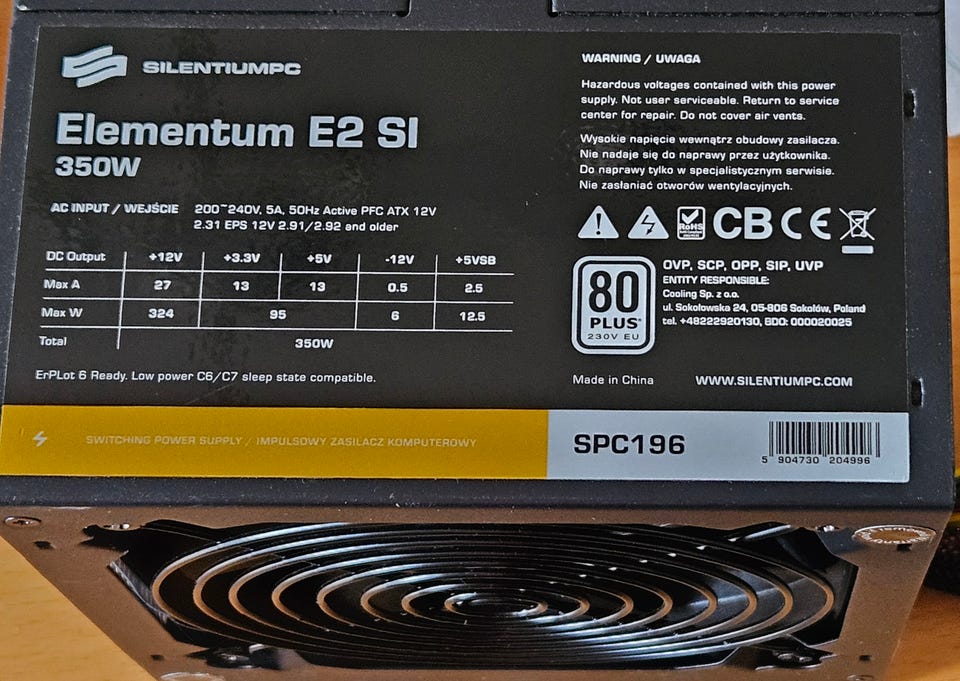 SILENTIUMPC
Elementum E2 SI
350W
AC INPUT / WEJŚCIE 200~240V, 5A, 50Hz Active PFC ATX 12V
2.31 EPS 12V 2.91/2.92 and older
DC Output +12V +3.3V +5V -12V +5VSB
Max A 27 13 13 0.5 2.5
Max W 324 95 6 12.5
Total 350W
ErPLot 6 Ready. Low power C6/C7 sleep state compatible.
WARNING / UWAGA
Hazardous voltages contained with this power
supply. Not user serviceable. Return to service
center for repair. Do not cover air vents.
Wysokie napięcie wewnątrz obudowy zasilacza.
Nie nadaje się do naprawy przez użytkownika.
Do naprawy tylko w specjalistycznym serwisie.
Nie zasłaniać otworów wentylacyjnych.
RoHS
CB CE
80
PLUS
230V EU
OVP, SCP, OPP, SIP, UVP
ENTITY RESPONSIBLE:
Cooling Sp. z o.o.
ul. Sokołowska 24, 05-806 Sokołów, Poland
tel. +48222920130, BDO: 000020025
Made in China WWW.SILENTIUMPC.COM
SWITCHING POWER SUPPLY / IMPULSOWY ZASILACZ KOMPUTEROWY
SPC196
5 904730 204996